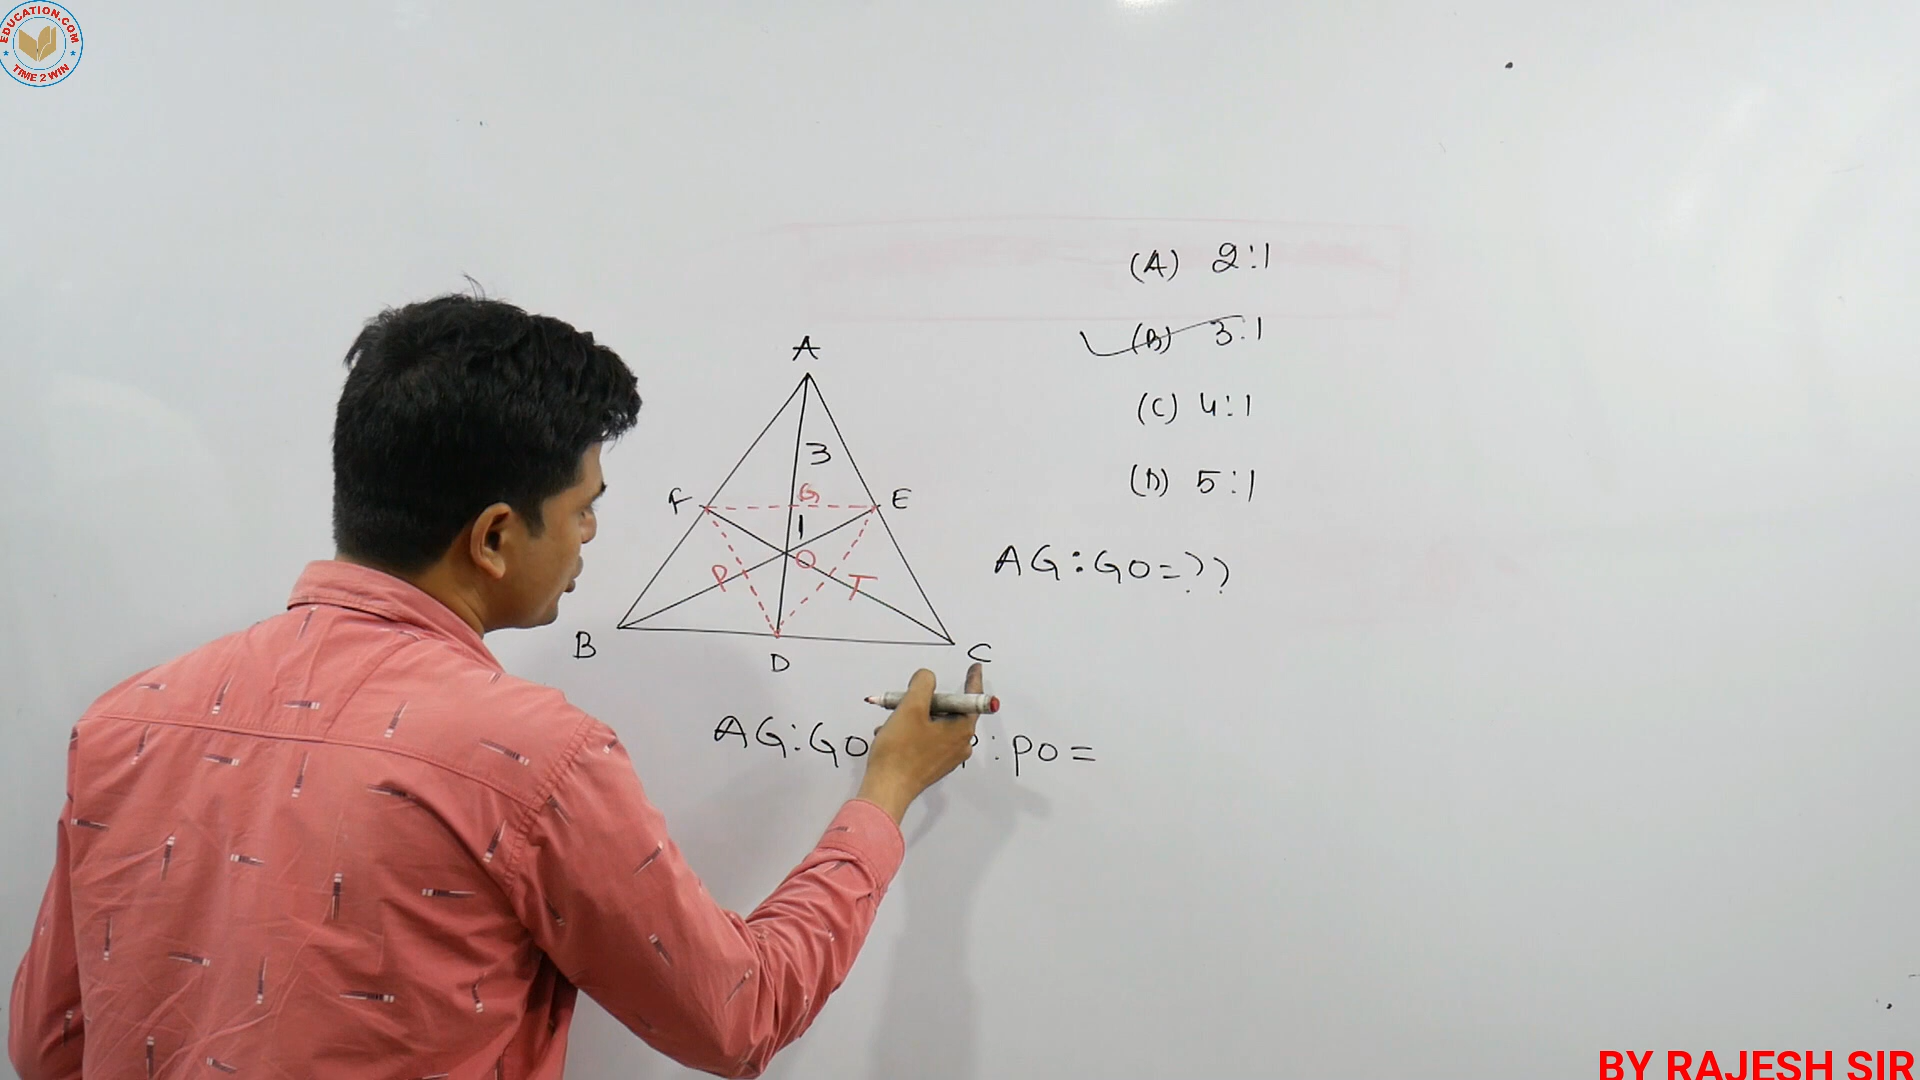 EDUCATION.COM
TIME 2 WIN
(A) 2:1
(B) 3:1
(C) 4:1
(D) 5:1
A
3
F G E
1
O
P T
B D C
AG:GO=??
AG:GO :PO=
BY RAJESH SIR